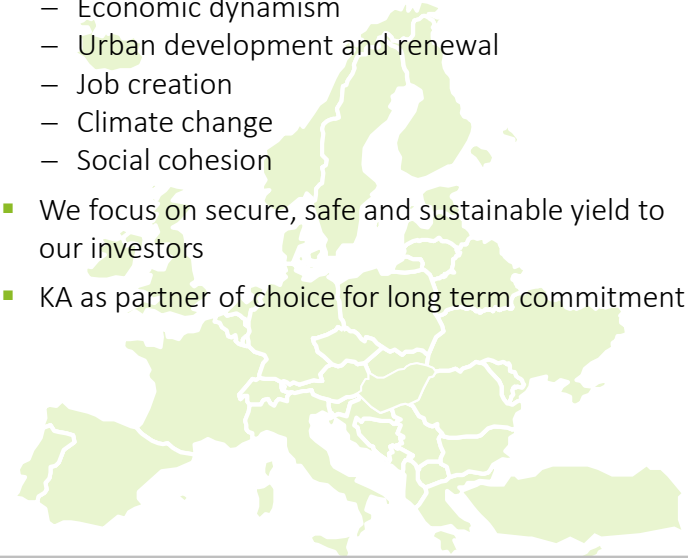 – Economic dynamism
– Urban development and renewal
– Job creation
– Climate change
– Social cohesion
▪ We focus on secure, safe and sustainable yield to
our investors
▪ KA as partner of choice for long term commitment